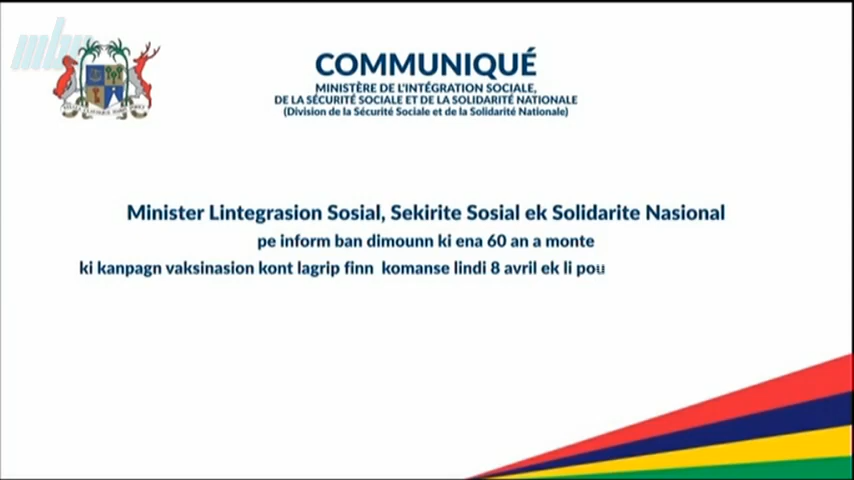 mbc
COMMUNIQUÉ
MINISTÈRE DE L'INTÉGRATION SOCIALE,
DE LA SÉCURITÉ SOCIALE ET DE LA SOLIDARITÉ NATIONALE
(Division de la Sécurité Sociale et de la Solidarité Nationale)
Minister Lintegrasion Sosial, Sekirite Sosial ek Solidarite Nasional
pe inform ban dimounn ki ena 60 an a monte
ki kanpagn vaksinasion kont lagrip finn komanse lindi 8 avril ek li pou